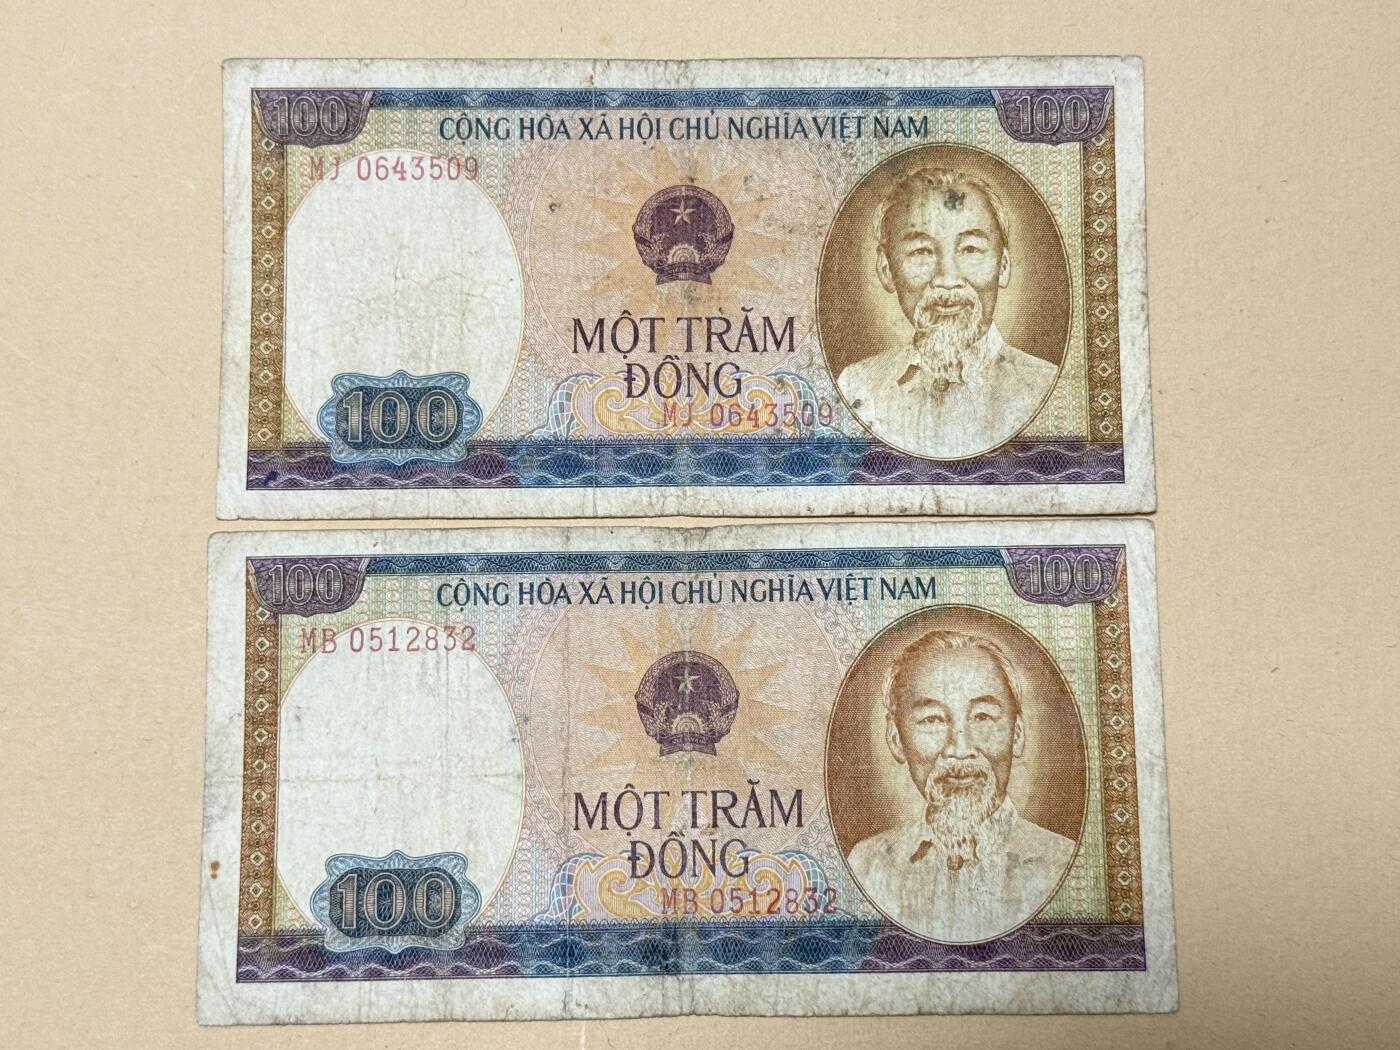 100 100
CỘNG HÒA XÃ HỘI CHỦ NGHĨA VIỆT NAM
MJ 0643509
MỘT TRĂM
ĐỒNG
100
MJ 0643509
100 100
CỘNG HÒA XÃ HỘI CHỦ NGHĨA VIỆT NAM
MB 0512832
MỘT TRĂM
ĐỒNG
100
MB 0512832